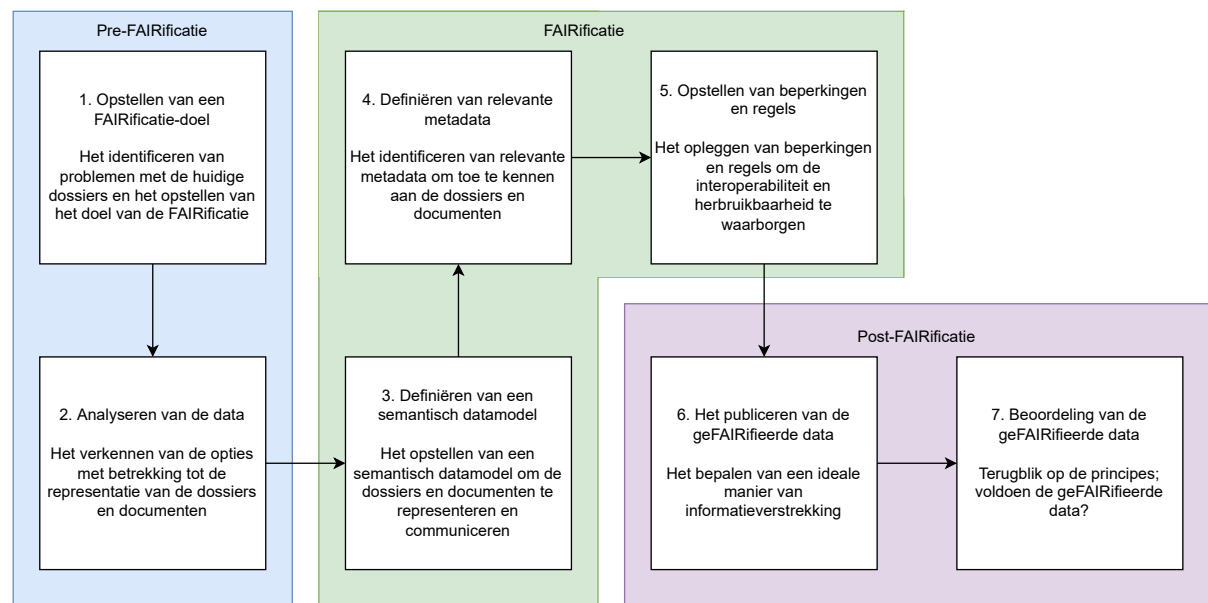 Pre-FAIRificatie
1. Opstellen van een
FAIRificatie-doel
Het identificeren van
problemen met de huidige
dossiers en het opstellen van
het doel van de FAIRificatie
2. Analyseren van de data
Het verkennen van de opties
met betrekking tot de
representatie van de dossiers
en documenten
FAIRificatie
3. Definiëren van een
semantisch datamodel
Het opstellen van een
semantisch datamodel om de
dossiers en documenten te
representeren en
communiceren
4. Definiëren van relevante
metadata
Het identificeren van relevante
metadata om toe te kennen
aan de dossiers en
documenten
5. Opstellen van beperkingen
en regels
Het opleggen van beperkingen
en regels om de
interoperabiliteit en
herbruikbaarheid te
waarborgen
Post-FAIRificatie
6. Het publiceren van de
geFAIRifieerde data
Het bepalen van een ideale
manier van
informatieverstrekking
7. Beoordeling van de
geFAIRifieerde data
Terugblik op de principes;
voldoen de geFAIRifieerde
data?